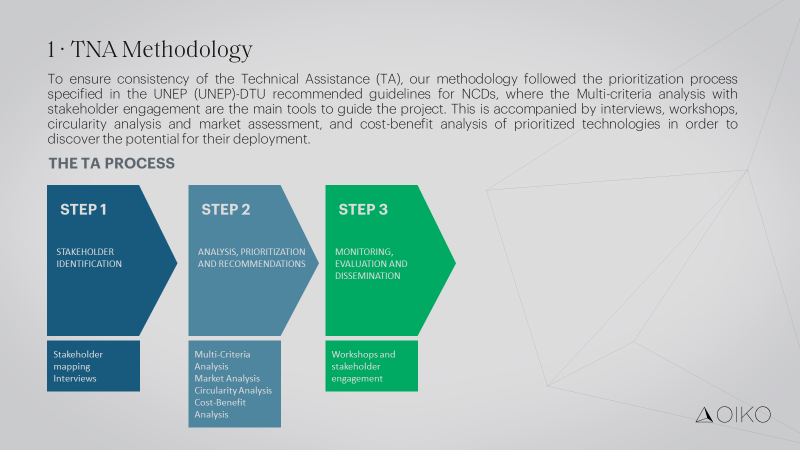 1 · TNA Methodology
To ensure consistency of the Technical Assistance (TA), our methodology followed the prioritization process
specified in the UNEP (UNEP)-DTU recommended guidelines for NCDs, where the Multi-criteria analysis with
stakeholder engagement are the main tools to guide the project. This is accompanied by interviews, workshops,
circularity analysis and market assessment, and cost-benefit analysis of prioritized technologies in order to
discover the potential for their deployment.
THE TA PROCESS
STEP 1
STAKEHOLDER
IDENTIFICATION
Stakeholder
mapping
Interviews
STEP 2
ANALYSIS, PRIORITIZATION
AND RECOMMENDATIONS
Multi-Criteria
Analysis
Market Analysis
Circularity Analysis
Cost-Benefit
Analysis
STEP 3
MONITORING,
EVALUATION AND
DISSEMINATION
Workshops and
stakeholder
engagement
OIKO